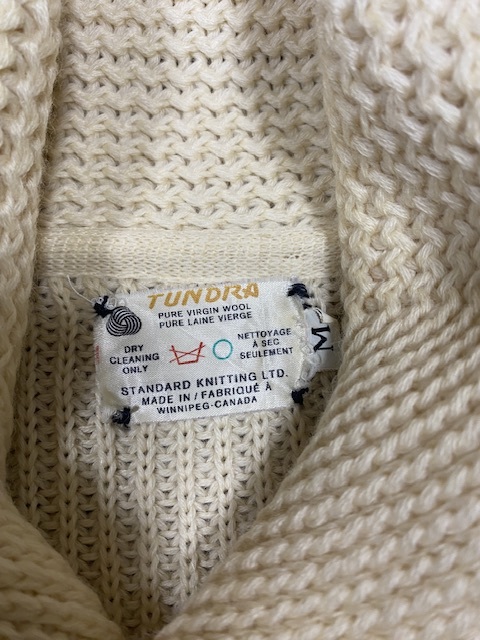 TUNDRA
PURE VIRGIN WOOL
PURE LAINE VIERGE
DRY
CLEANING
ONLY
NETTOYAGE
À SEC
SEULEMENT
M
STANDARD KNITTING LTD.
MADE IN / FABRIQUÉ À
WINNIPEG-CANADA